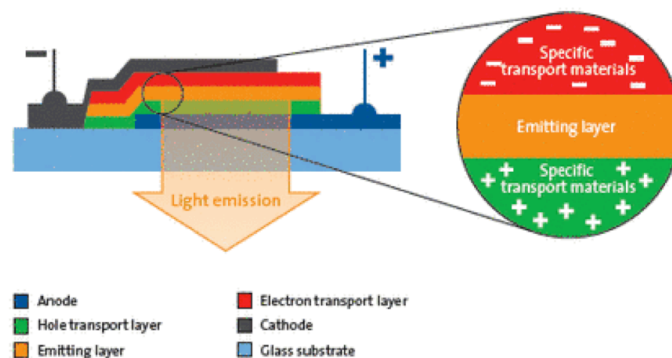 −
+
Specific
transport materials
Emitting layer
Specific
transport materials
Light emission
Anode
Hole transport layer
Emitting layer
Electron transport layer
Cathode
Glass substrate